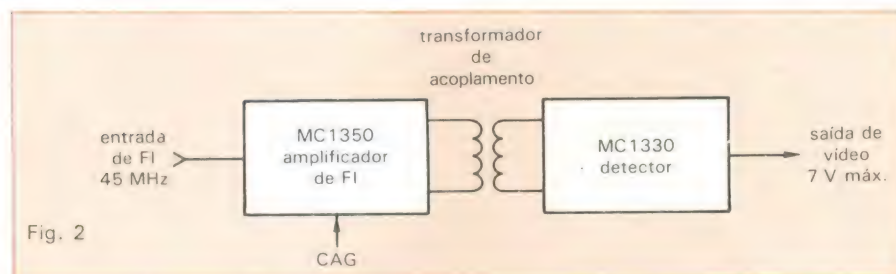 transformador
de
acoplamento
entrada
de FI
45 MHz
MC1350
amplificador
de FI
MC1330
detector
saída de
vídeo
7 V máx.
Fig. 2
CAG